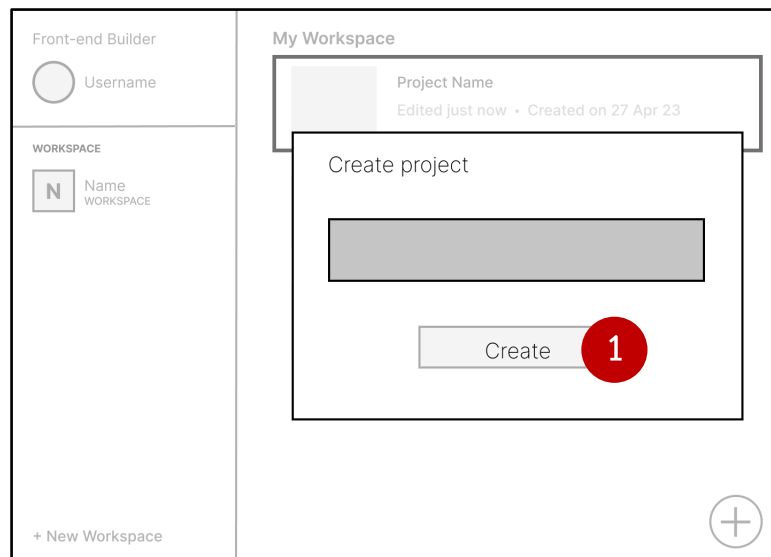 Front-end Builder
Username
WORKSPACE
N
Name
WORKSPACE
+ New Workspace
My Workspace
Project Name
Edited just now • Created on 27 Apr 23
Create project
Create
1